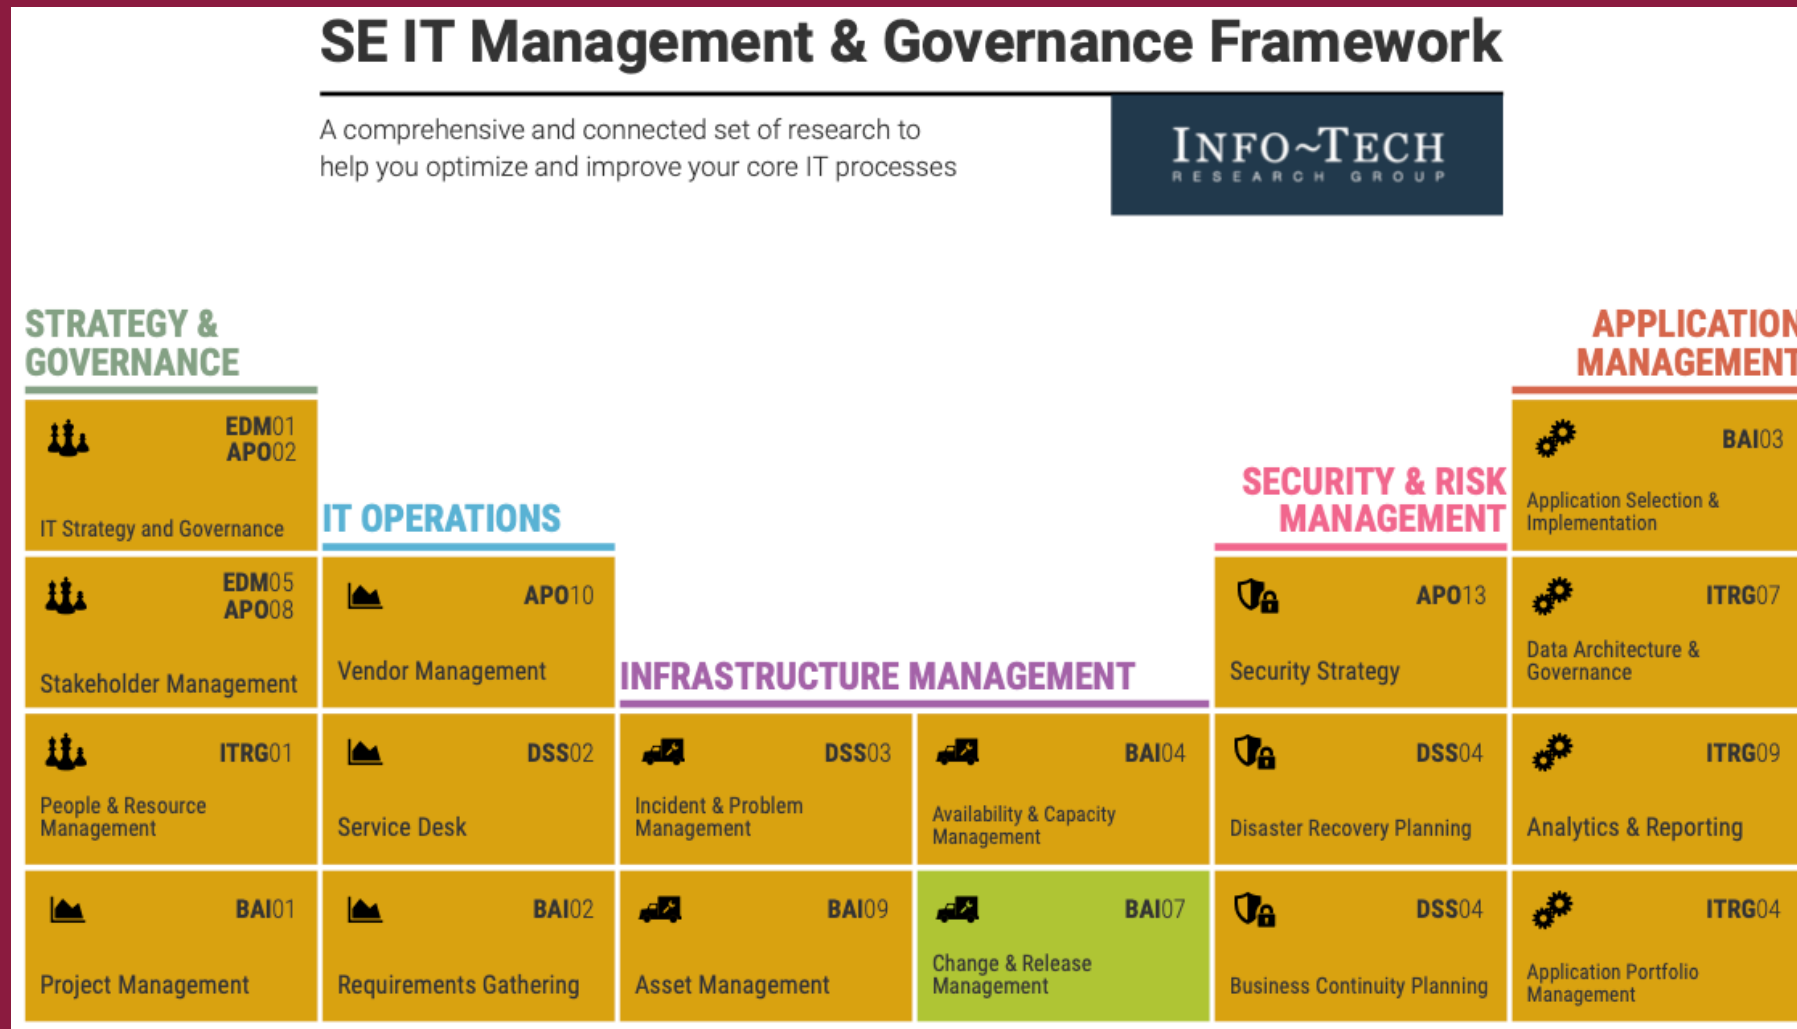 SE IT Management & Governance Framework
A comprehensive and connected set of research to
help you optimize and improve your core IT processes
INFO~TECH
RESEARCH GROUP
STRATEGY &
GOVERNANCE
EDM01
APO02
IT Strategy and Governance
EDM05
APO08
Stakeholder Management
ITRG01
People & Resource
Management
BAI01
Project Management
IT OPERATIONS
APO10
Vendor Management
DSS02
Service Desk
BAI02
Requirements Gathering
INFRASTRUCTURE MANAGEMENT
DSS03
Incident & Problem
Management
BAI04
Availability & Capacity
Management
BAI09
Asset Management
BAI07
Change & Release
Management
SECURITY & RISK
MANAGEMENT
APO13
Security Strategy
DSS04
Disaster Recovery Planning
DSS04
Business Continuity Planning
APPLICATION
MANAGEMENT
BAI03
Application Selection &
Implementation
ITRG07
Data Architecture &
Governance
ITRG09
Analytics & Reporting
ITRG04
Application Portfolio
Management